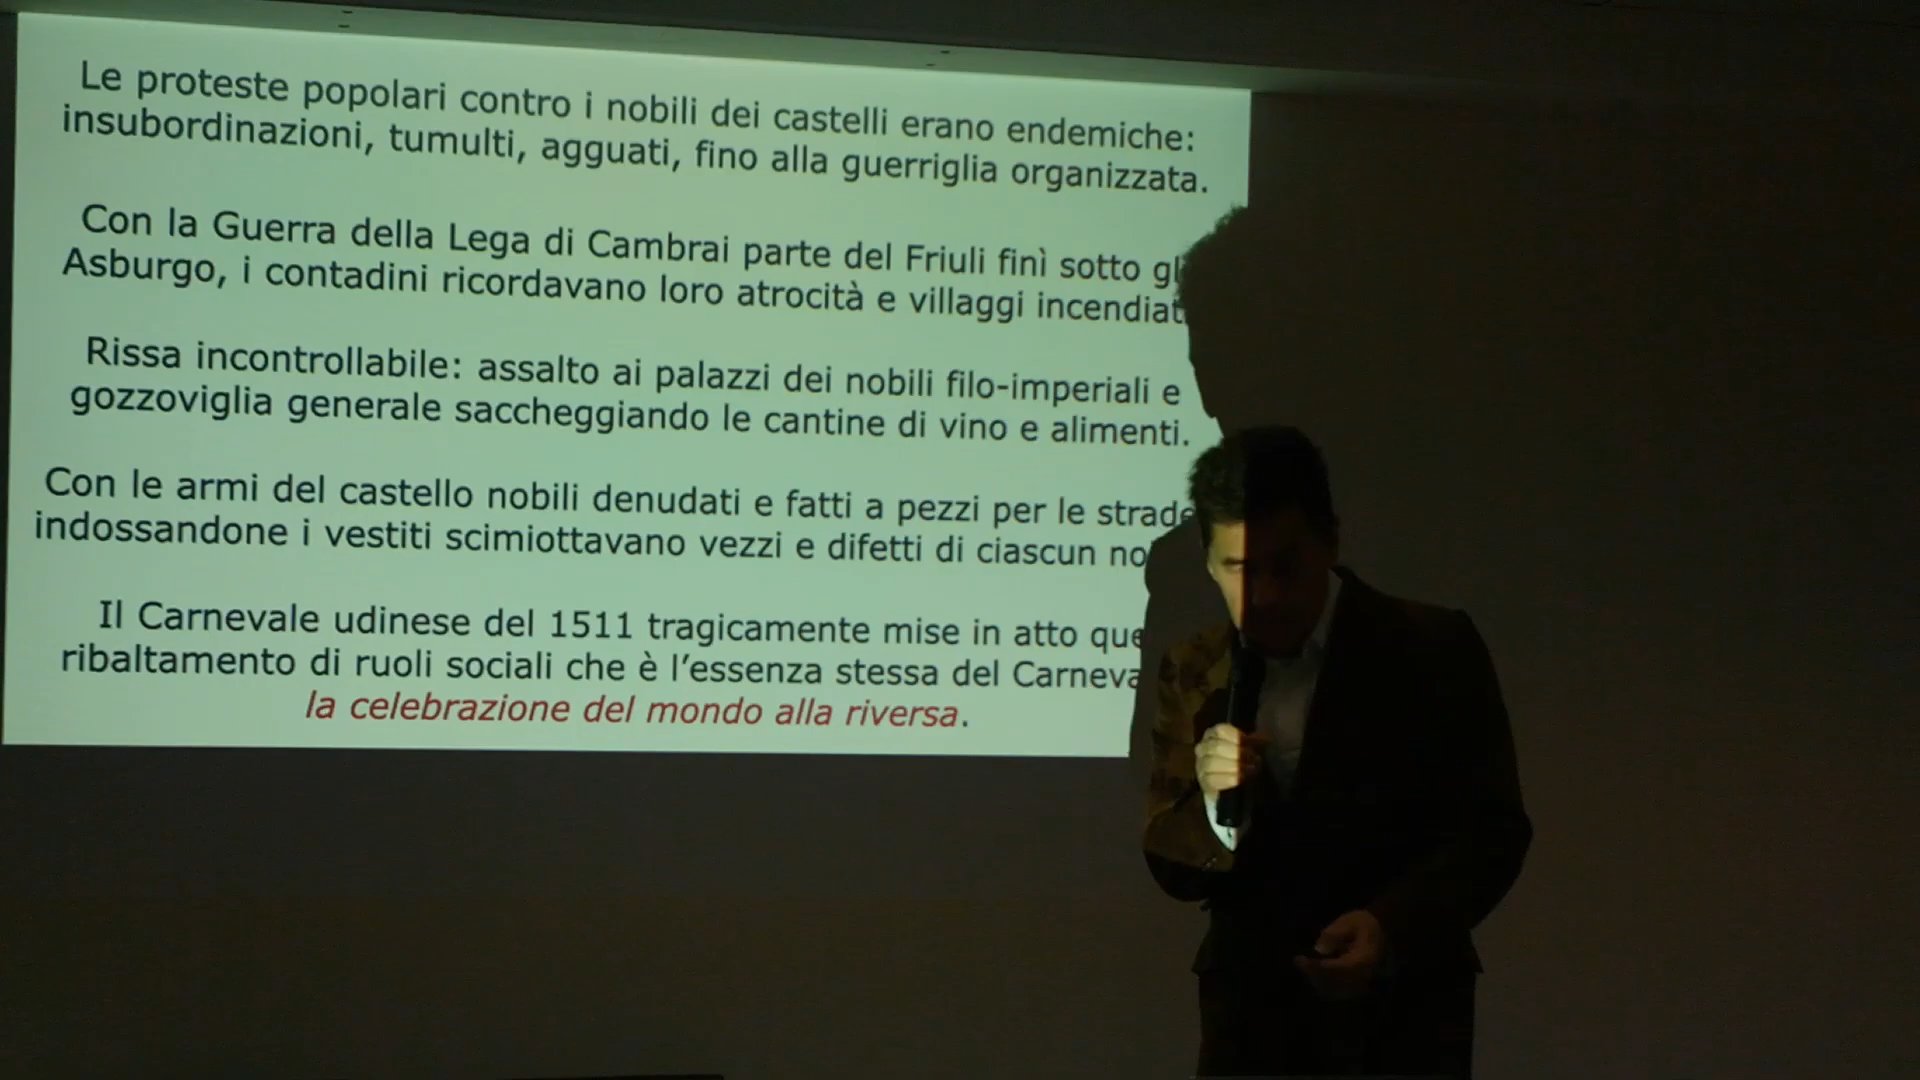 Le proteste popolari contro i nobili dei castelli erano endemiche:
insubordinazioni, tumulti, agguati, fino alla guerriglia organizzata.
Con la Guerra della Lega di Cambrai parte del Friuli finì sotto
Asburgo, i contadini ricordavano loro atrocità e villaggi
Rissa incontrollabile: assalto ai palazzi dei nobili filo-imperiali e
gozzoviglia generale saccheggiando le cantine di vino e alimenti.
Con le armi del castello nobili denudati e fatti a pezzi per le strade
indossandone i vestiti scimiottavano vezzi e difetti di ciascun
Il Carnevale udinese del 1511 tragicamente mise in atto
ribaltamento di ruoli sociali che è l'essenza stessa del
la celebrazione del mondo alla riversa.